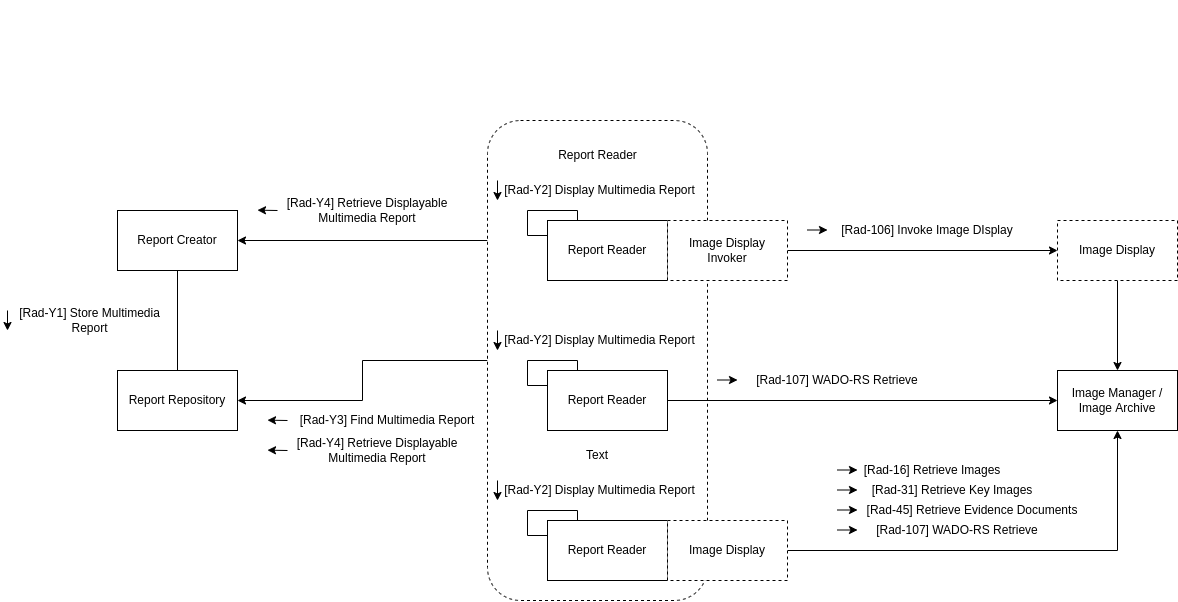 Report Reader
[Rad-Y2] Display Multimedia Report
[Rad-Y4] Retrieve Displayable
Multimedia Report
Report Creator
Report Reader
Image Display
Invoker
[Rad-106] Invoke Image DIsplay
Image Display
[Rad-Y1] Store Multimedia
Report
[Rad-Y2] Display Multimedia Report
Report Repository
Report Reader
[Rad-107] WADO-RS Retrieve
Image Manager /
Image Archive
[Rad-Y3] Find Multimedia Report
[Rad-Y4] Retrieve Displayable
Multimedia Report
Text
[Rad-Y2] Display Multimedia Report
[Rad-16] Retrieve Images
[Rad-31] Retrieve Key Images
[Rad-45] Retrieve Evidence Documents
[Rad-107] WADO-RS Retrieve
Report Reader
Image Display